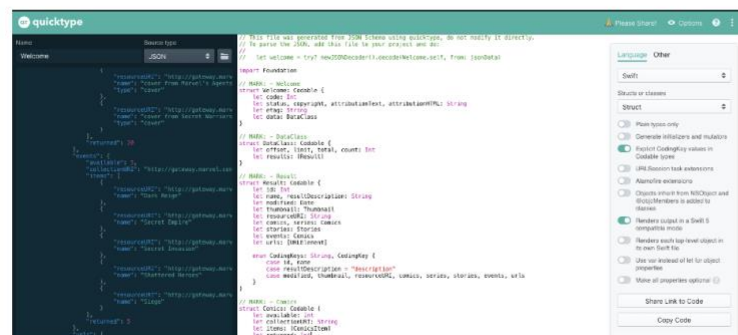 quicktype
Please Share!
Options
Name
Source type
Welcome
JSON
"resourceURI": "http://gateway.marv
"name": "cover from Marvel's Agents
"type": "cover"
}
{
"resourceURI": "http://gateway.marv
"name": "cover from Secret Warriors
"type": "cover"
}
],
"returned": 10
},
"events": {
"available": 5,
"collectionURI": "http://gateway.marvel.com
"items": [
{
"resourceURI": "http://gateway.marv
"name": "Dark Reign"
},
{
"resourceURI": "http://gateway.marv
"name": "Secret Empire"
},
{
"resourceURI": "http://gateway.marv
"name": "Secret Invasion"
},
{
"resourceURI": "http://gateway.marv
"name": "Shattered Heroes"
},
{
"resourceURI": "http://gateway.marv
"name": "Siege"
}
],
"returned": 5
},
// This file was generated from JSON Schema using quicktype, do not modify it directly.
// To parse the JSON, add this file to your project and do:
//
// let welcome = try? newJSONDecoder().decode(Welcome.self, from: jsonData)
import Foundation
// MARK: - Welcome
struct Welcome: Codable {
let code: Int
let status, copyright, attributionText, attributionHTML: String
let etag: String
let data: DataClass
}
// MARK: - DataClass
struct DataClass: Codable {
let offset, limit, total, count: Int
let results: [Result]
}
// MARK: - Result
struct Result: Codable {
let id: Int
let name, resultDescription: String
let modified: Date
let thumbnail: Thumbnail
let resourceURI: String
let comics, series: Comics
let stories: Stories
let events: Comics
let urls: [URLElement]
enum CodingKeys: String, CodingKey {
case id, name
case resultDescription = "description"
case modified, thumbnail, resourceURI, comics, series, stories, events, urls
}
}
// MARK: - Comics
struct Comics: Codable {
let available: Int
let collectionURI: String
let items: [ComicsItem]
Language
Other
Swift
Structs or classes
Struct
Plain types only
Generate initializers and mutators
Explicit CodingKey values in
Codable types
URLSession task extensions
Alamofire extensions
Objects inherit from NSObject and
@objcMembers is added to
classes
Renders output in a Swift 5
compatible mode
Renders each top-level object in
its own Swift file
Use var instead of let for object
properties
Make all properties optional
Share Link to Code
Copy Code